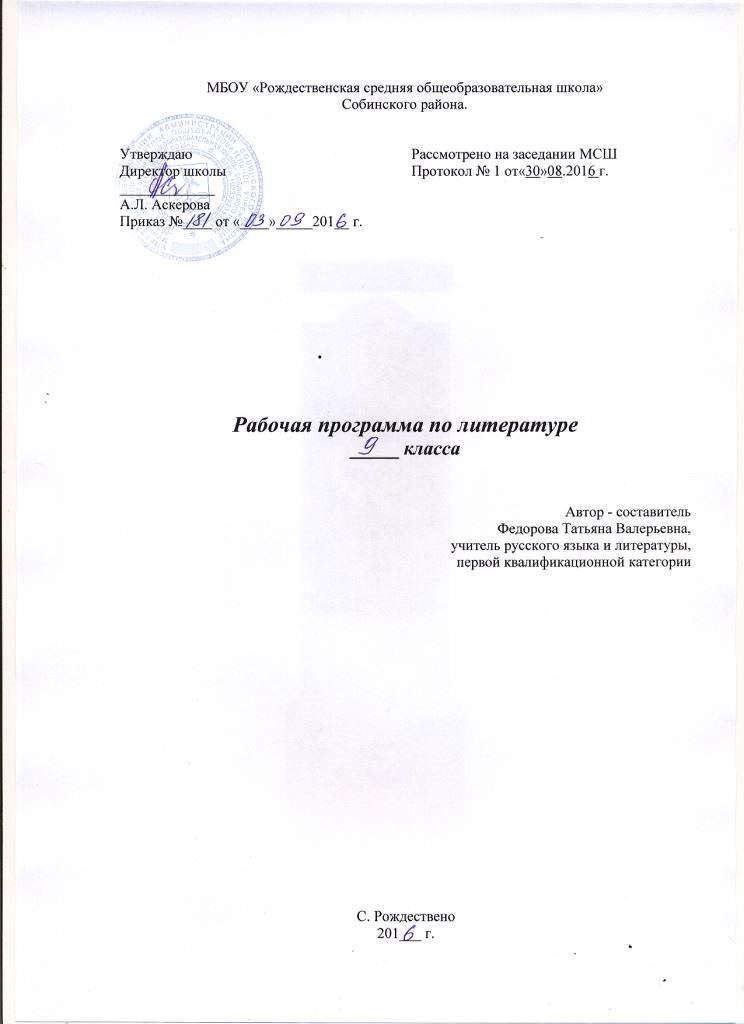 МБОУ «Рождественская средняя общеобразовательная школа»
Собинского района.
Утверждаю
Директор школы
А.Л. Аскерова
Приказ № 181 от «03» 09 2016 г.
Рассмотрено на заседании МСШ
Протокол № 1 от«30»08.2016 г.
Рабочая программа по литературе
9 класса
Автор - составитель
Федорова Татьяна Валерьевна,
учитель русского языка и литературы,
первой квалификационной категории
С. Рождествено
2016 г.